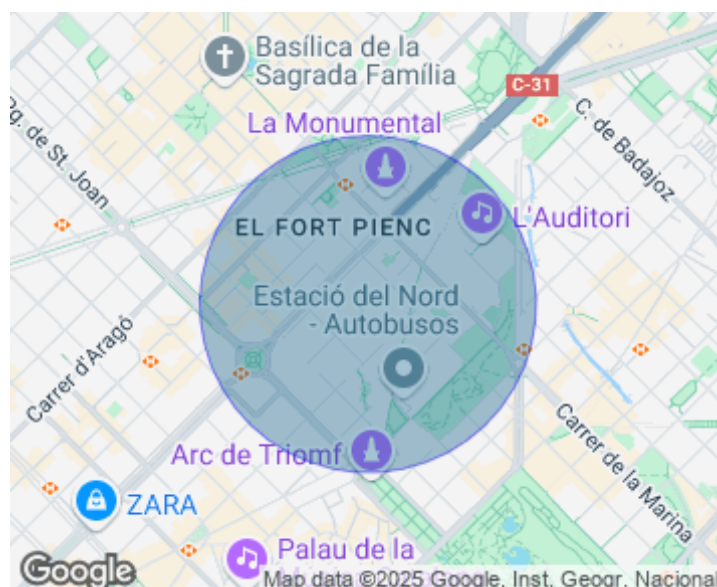 Basílica de la
Sagrada Família
C-31
La Monumental
C. de Badajoz
Pg. de St. Joan
EL FORT PIENC
L'Auditori
Estació del Nord
- Autobusos
Carrer d'Aragó
Arc de Triomf
Carrer de la Marina
ZARA
Palau de la
Google
Map data ©2025 Google, Inst. Geogr. Nacional